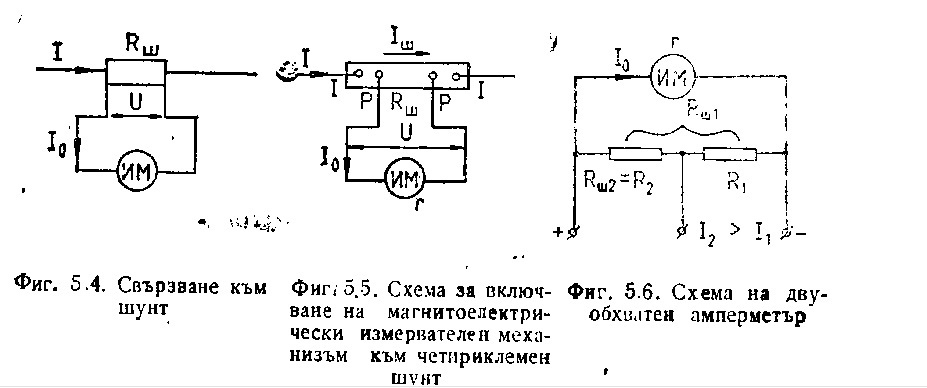 I
Rш
U
I₀
ИМ
Фиг. 5.4. Свързване към
шунт
Iш
I
I
I
P
Rш
P
U
I₀
ИМ
r
Фиг. 5.5. Схема за включ-
ване на магнитоелектри-
чески измервателен меха-
низъм към четириклемен
шунт
r
I₀
ИМ
Rш1
Rш2=R2
R1
+
I2 > I1
−
Фиг. 5.6. Схема на дву-
обхватен амперметър